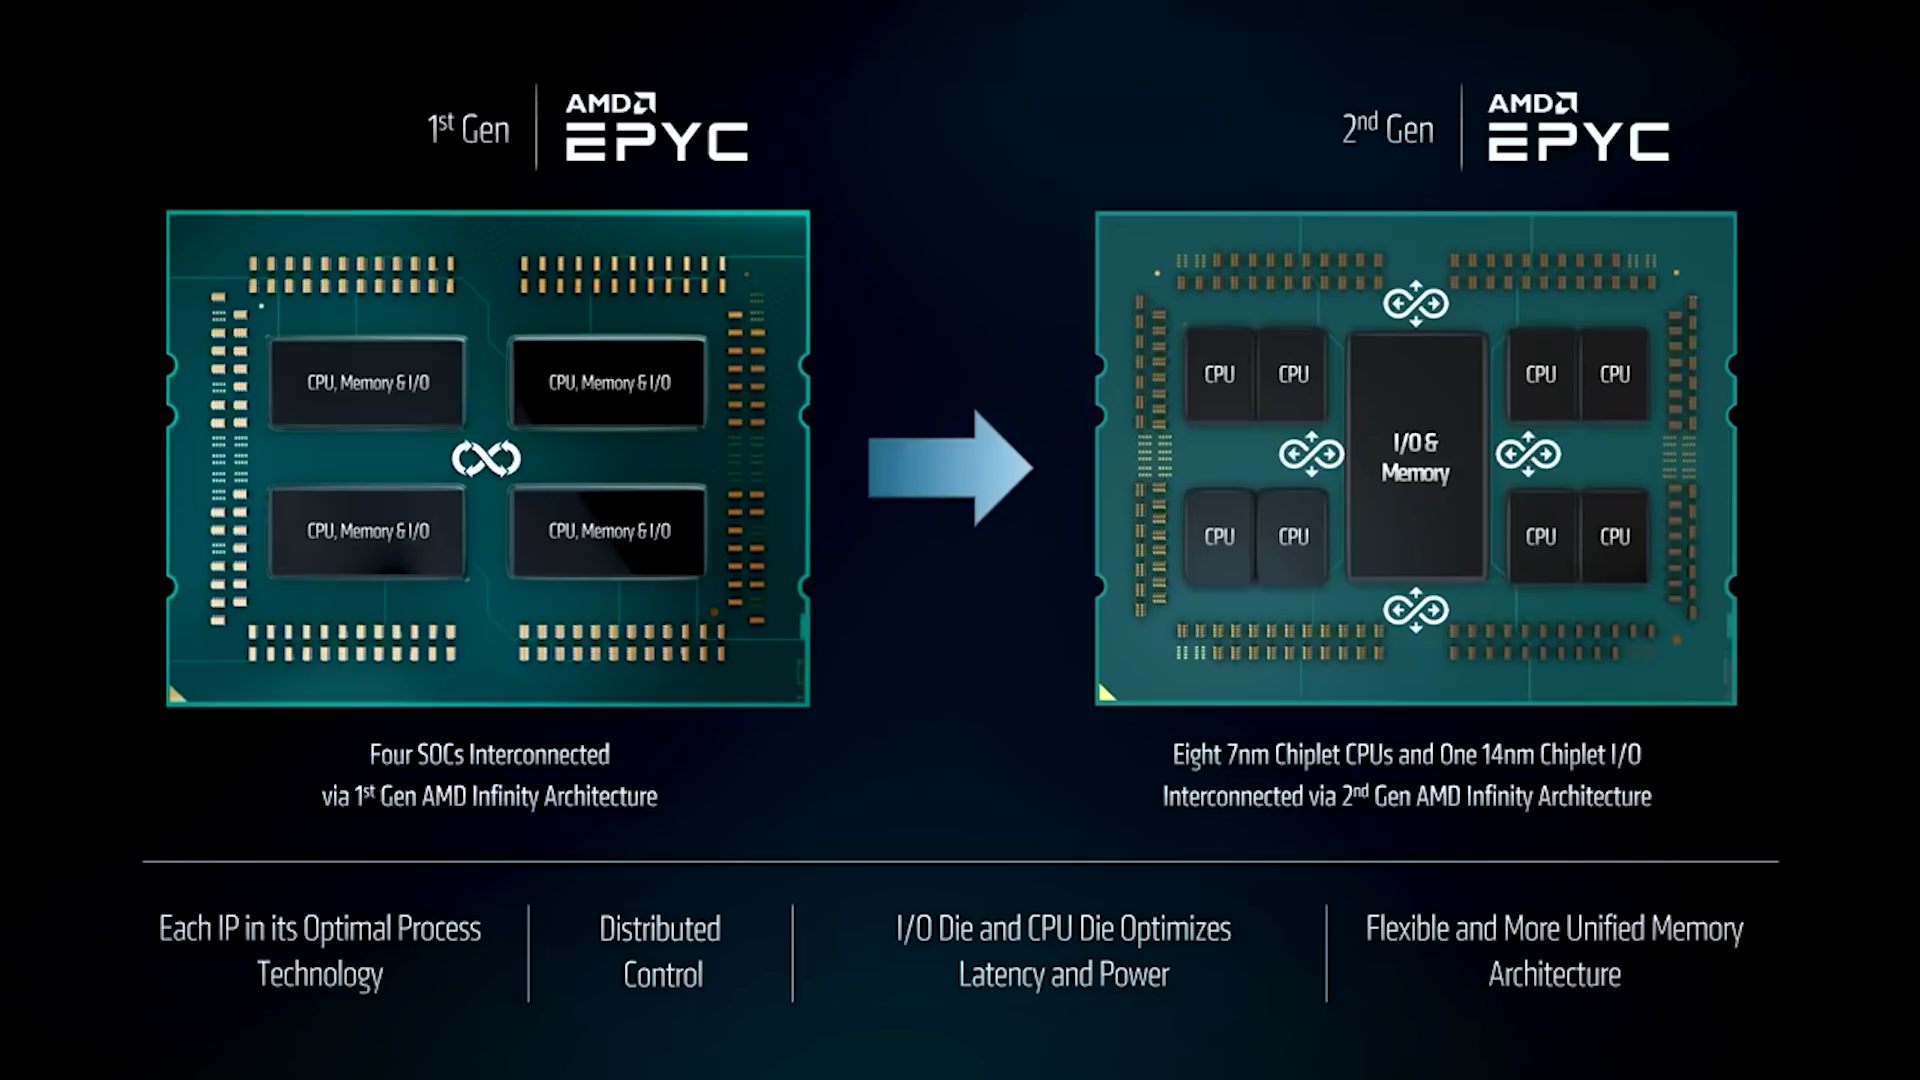 1st Gen
AMD
EPYC
2nd Gen
AMD
EPYC
CPU, Memory & I/O
CPU, Memory & I/O
CPU, Memory & I/O
CPU, Memory & I/O
CPU
CPU
CPU
CPU
I/O &
Memory
CPU
CPU
CPU
CPU
Four SOCs Interconnected
via 1st Gen AMD Infinity Architecture
Eight 7nm Chiplet CPUs and One 14nm Chiplet I/O
Interconnected via 2nd Gen AMD Infinity Architecture
Each IP in its Optimal Process
Technology
Distributed
Control
I/O Die and CPU Die Optimizes
Latency and Power
Flexible and More Unified Memory
Architecture